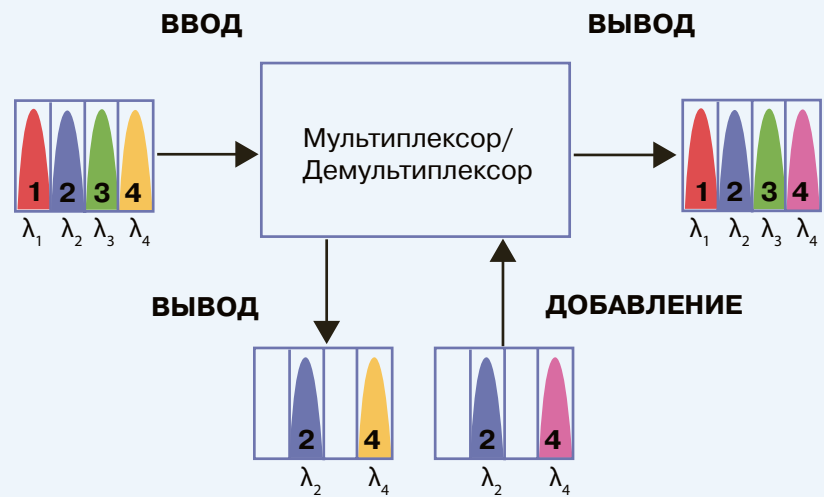 ВВОД
ВЫВОД
Мультиплексор/
Демультиплексор
1 2 3 4
λ₁ λ₂ λ₃ λ₄
1 2 3 4
λ₁ λ₂ λ₃ λ₄
ВЫВОД
ДОБАВЛЕНИЕ
2 4
λ₂ λ₄
2 4
λ₂ λ₄